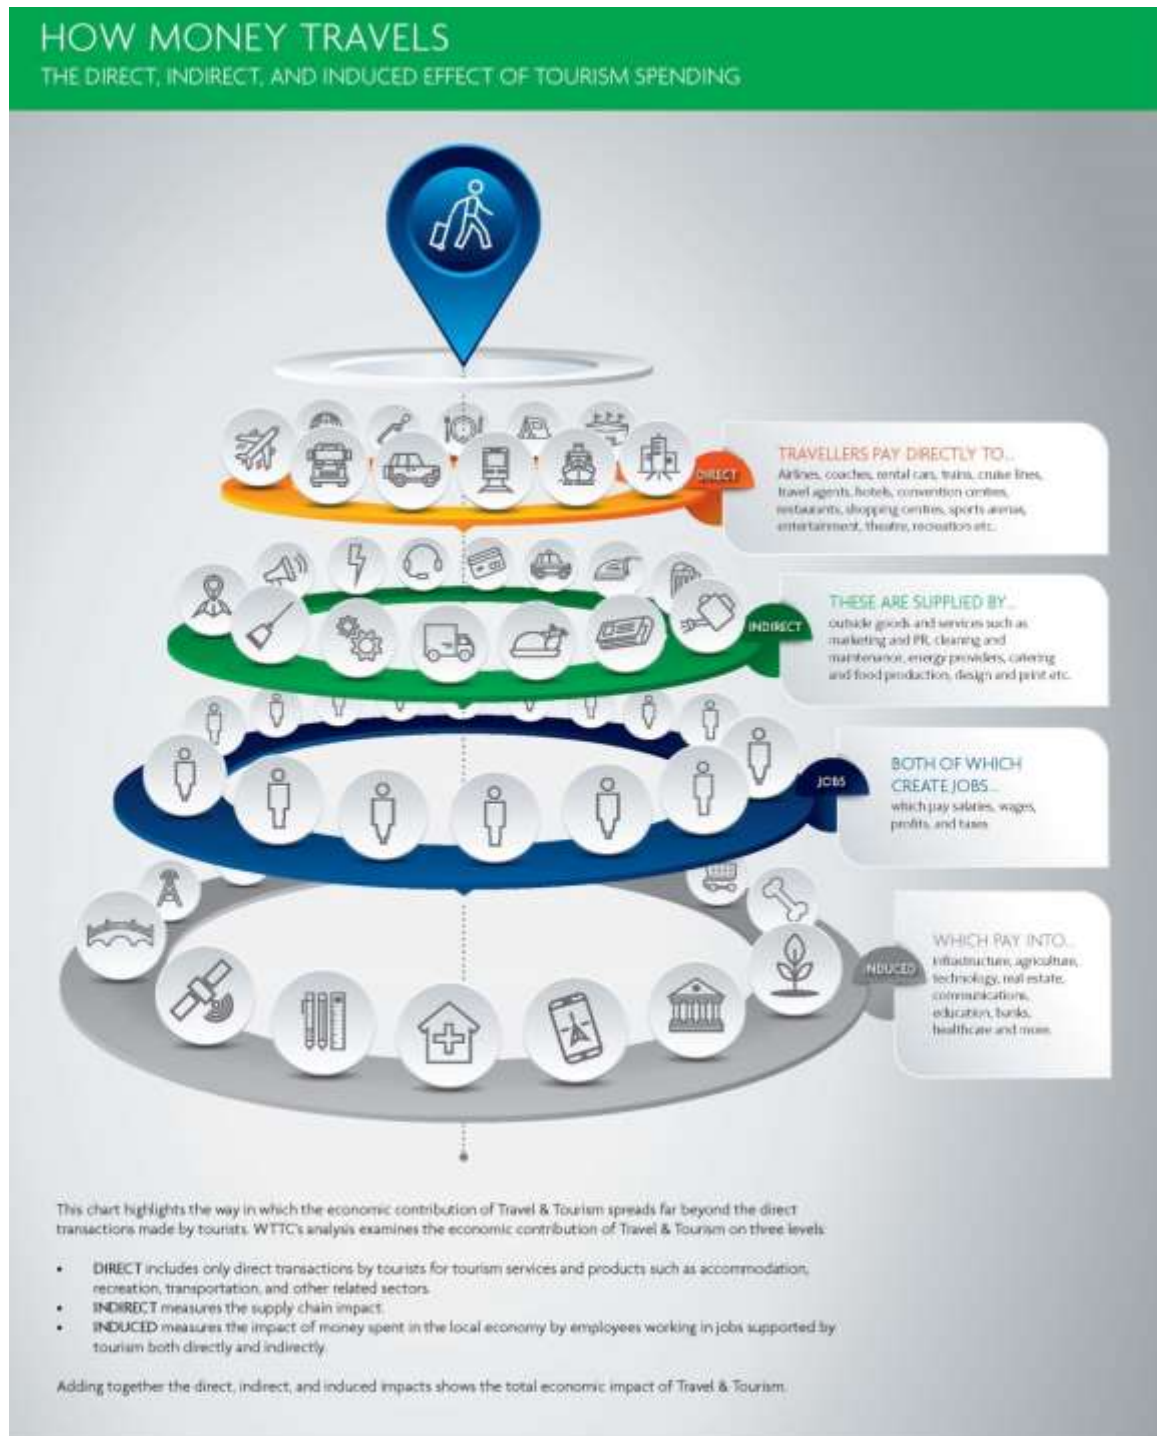 HOW MONEY TRAVELS
THE DIRECT, INDIRECT, AND INDUCED EFFECT OF TOURISM SPENDING
DIRECT
TRAVELLERS PAY DIRECTLY TO...
Airlines, coaches, rental cars, trains, cruise lines,
travel agents, hotels, convention centres,
restaurants, shopping centres, sports arenas,
entertainment, theatre, recreation etc.
INDIRECT
THESE ARE SUPPLIED BY...
outside goods and services such as
marketing and PR, cleaning and
maintenance, energy providers, catering
and food production, design and print etc.
JOBS
BOTH OF WHICH
CREATE JOBS...
which pay salaries, wages,
profits, and taxes
INDUCED
WHICH PAY INTO...
infrastructure, agriculture,
technology, real estate,
communications,
education, banks,
healthcare and more.
This chart highlights the way in which the economic contribution of Travel & Tourism spreads far beyond the direct
transactions made by tourists. WTTC's analysis examines the economic contribution of Travel & Tourism on three levels:
• DIRECT includes only direct transactions by tourists for tourism services and products such as accommodation,
recreation, transportation, and other related sectors.
• INDIRECT measures the supply chain impact.
• INDUCED measures the impact of money spent in the local economy by employees working in jobs supported by
tourism both directly and indirectly.
Adding together the direct, indirect, and induced impacts shows the total economic impact of Travel & Tourism.